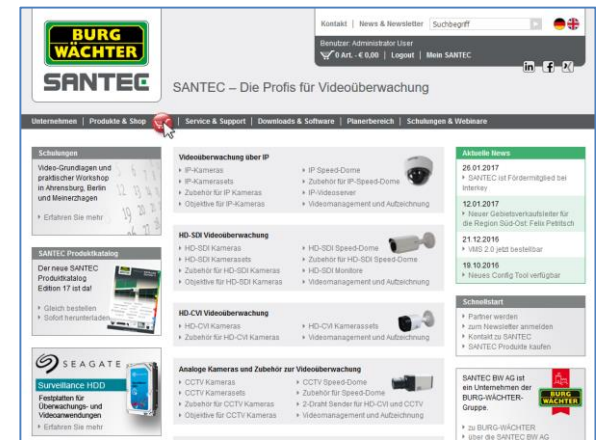 BURG
WÄCHTER
SANTEC
Kontakt | News & Newsletter
Suchbegriff
Benutzer: Administrator User
0 Art. - € 0,00 | Logout | Mein SANTEC
SANTEC – Die Profis für Videoüberwachung
Unternehmen | Produkte & Shop | Service & Support | Downloads & Software | Planerbereich | Schulungen & Webinare
Schulungen
Video-Grundlagen und
praktischer Workshop
in Ahrensburg, Berlin
und Meinerzhagen
Erfahren Sie mehr
SANTEC Produktkatalog
Der neue SANTEC
Produktkatalog
Edition 17 ist da!
Gleich bestellen
Sofort herunterladen
SEAGATE
Surveillance HDD
Festplatten für
Überwachungs- und
Videoanwendungen
Erfahren Sie mehr
Videoüberwachung über IP
IP-Kameras
IP-Kamerasets
Zubehör für IP Kameras
Objektive für IP-Kameras
IP Speed-Dome
Zubehör für IP-Speed-Dome
IP-Videoserver
Videomanagement und Aufzeichnung
HD-SDI Videoüberwachung
HD-SDI Kameras
HD-SDI Kamerasets
Zubehör für HD-SDI Kameras
Objektive für HD-SDI Kameras
HD-SDI Speed-Dome
Zubehör für HD-SDI Speed-Dome
HD-SDI Monitore
Videomanagement und Aufzeichnung
HD-CVI Videoüberwachung
HD-CVI Kameras
Zubehör für HD-CVI Kameras
HD-CVI Kamerasets
Videomanagement und Aufzeichnung
Analoge Kameras und Zubehör zur Videoüberwachung
CCTV Kameras
CCTV Kamerasets
Zubehör für CCTV Kameras
Objektive für CCTV Kameras
CCTV Speed-Dome
Zubehör für Speed-Dome
2-Draht Sender für HD-CVI und CCTV
Videomanagement und Aufzeichnung
Aktuelle News
26.01.2017
SANTEC ist Fördermitglied bei
Interkey
12.01.2017
Neuer Gebietsverkaufsleiter für
die Region Süd-Ost: Felix Petritsch
21.12.2016
VMS 2.0 jetzt bestellbar
19.10.2016
Neues Config Tool verfügbar
Schnellstart
Partner werden
zum Newsletter anmelden
Kontakt zu SANTEC
SANTEC Produkte kaufen
SANTEC BW AG ist
ein Unternehmen der
BURG-WÄCHTER-
Gruppe.
BURG
WÄCHTER
zu BURG-WÄCHTER
über die SANTEC BW AG